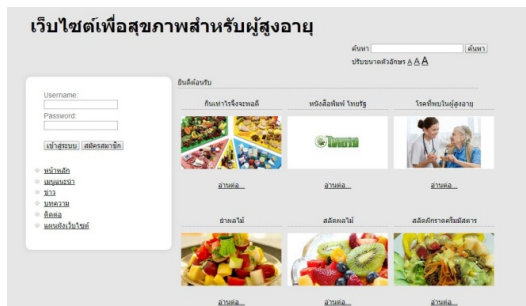 เว็บไซต์เพื่อสุขภาพสำหรับผู้สูงอายุ
ค้นหา ค้นหา
ปรับขนาดตัวอักษร A A A
ยินดีต้อนรับ
Username:
Password:
เข้าสู่ระบบ สมัครสมาชิก
หน้าหลัก
เมนูแนะนำ
ข่าว
บทความ
ติดต่อ
แผนผังเว็บไซต์
กินเท่าไรจึงจะพอดี หนังสือพิมพ์ ไทยรัฐ โรคที่พบในผู้สูงอายุ
ไทยรัฐ
อ่านต่อ... อ่านต่อ... อ่านต่อ...
ยำผลไม้ สลัดผลไม้ สลัดผักราดครีมมัสตาร
อ่านต่อ... อ่านต่อ... อ่านต่อ...